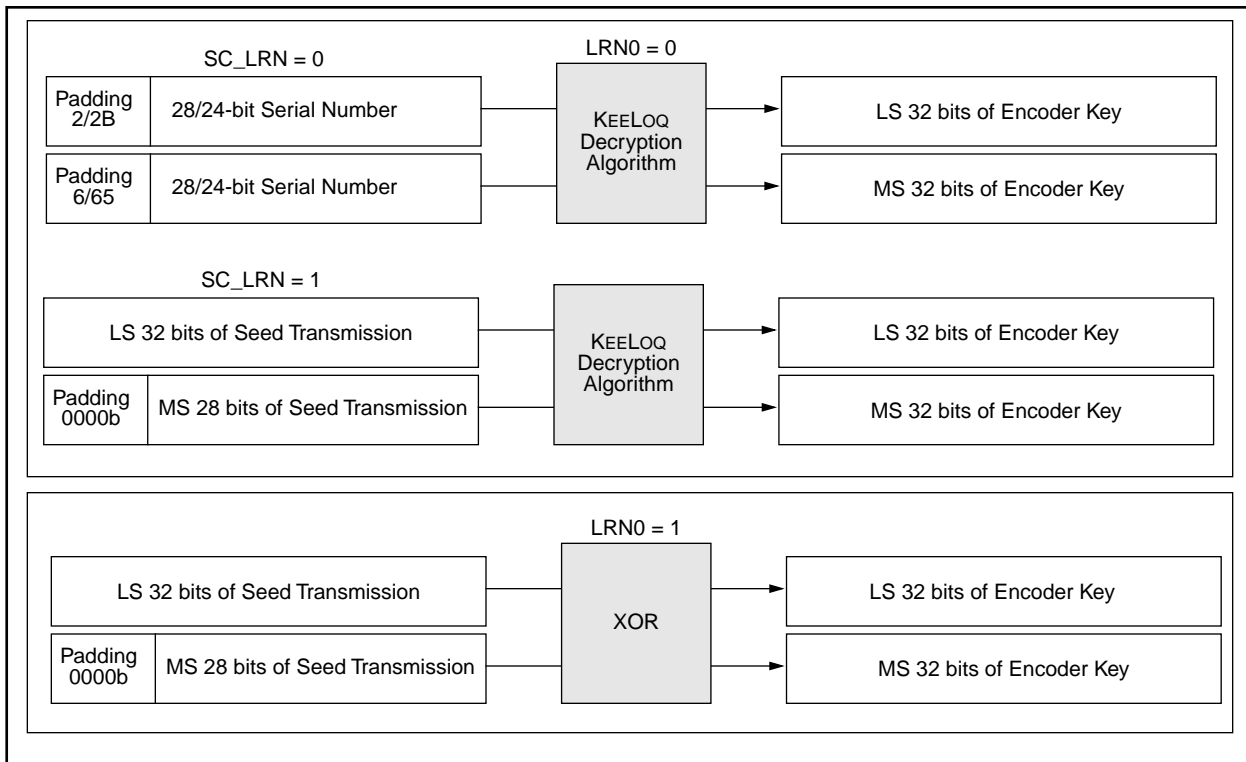 SC_LRN = 0
LRN0 = 0
Padding
2/2B
28/24-bit Serial Number
KEELOQ
Decryption
Algorithm
LS 32 bits of Encoder Key
Padding
6/65
28/24-bit Serial Number
MS 32 bits of Encoder Key
SC_LRN = 1
LS 32 bits of Seed Transmission
KEELOQ
Decryption
Algorithm
LS 32 bits of Encoder Key
Padding
0000b
MS 28 bits of Seed Transmission
MS 32 bits of Encoder Key
LRN0 = 1
LS 32 bits of Seed Transmission
XOR
LS 32 bits of Encoder Key
Padding
0000b
MS 28 bits of Seed Transmission
MS 32 bits of Encoder Key